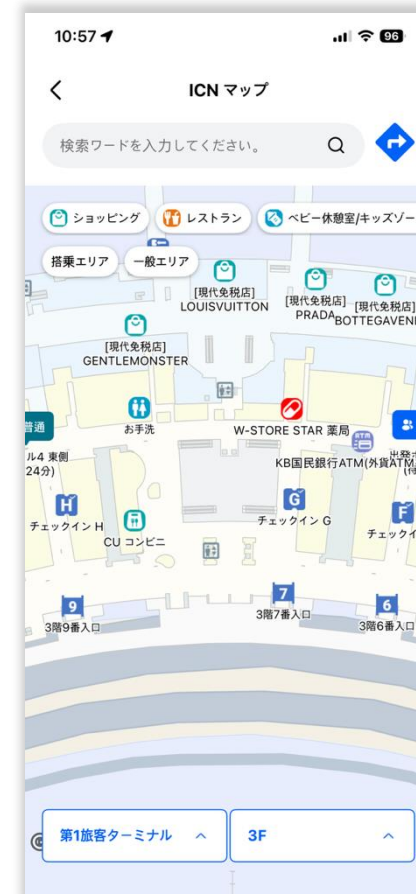 10:57
96
ICN マップ
検索ワードを入力してください。
ショッピング
レストラン
ベビー休憩室/キッズゾー
搭乗エリア
一般エリア
[現代免税店]
LOUISVUITTON
[現代免税店]
PRADA
[現代免税店]
BOTTEGAVEN
[現代免税店]
GENTLEMONSTER
普通
お手洗
W-STORE STAR 薬局
ATM
ル4 東側
24分)
KB国民銀行ATM(外貨ATM
H
チェックイン H
CU コンビニ
G
チェックイン G
F
チェックイ
9
3階9番入口
7
3階7番入口
6
3階6番入口
第1旅客ターミナル
3F